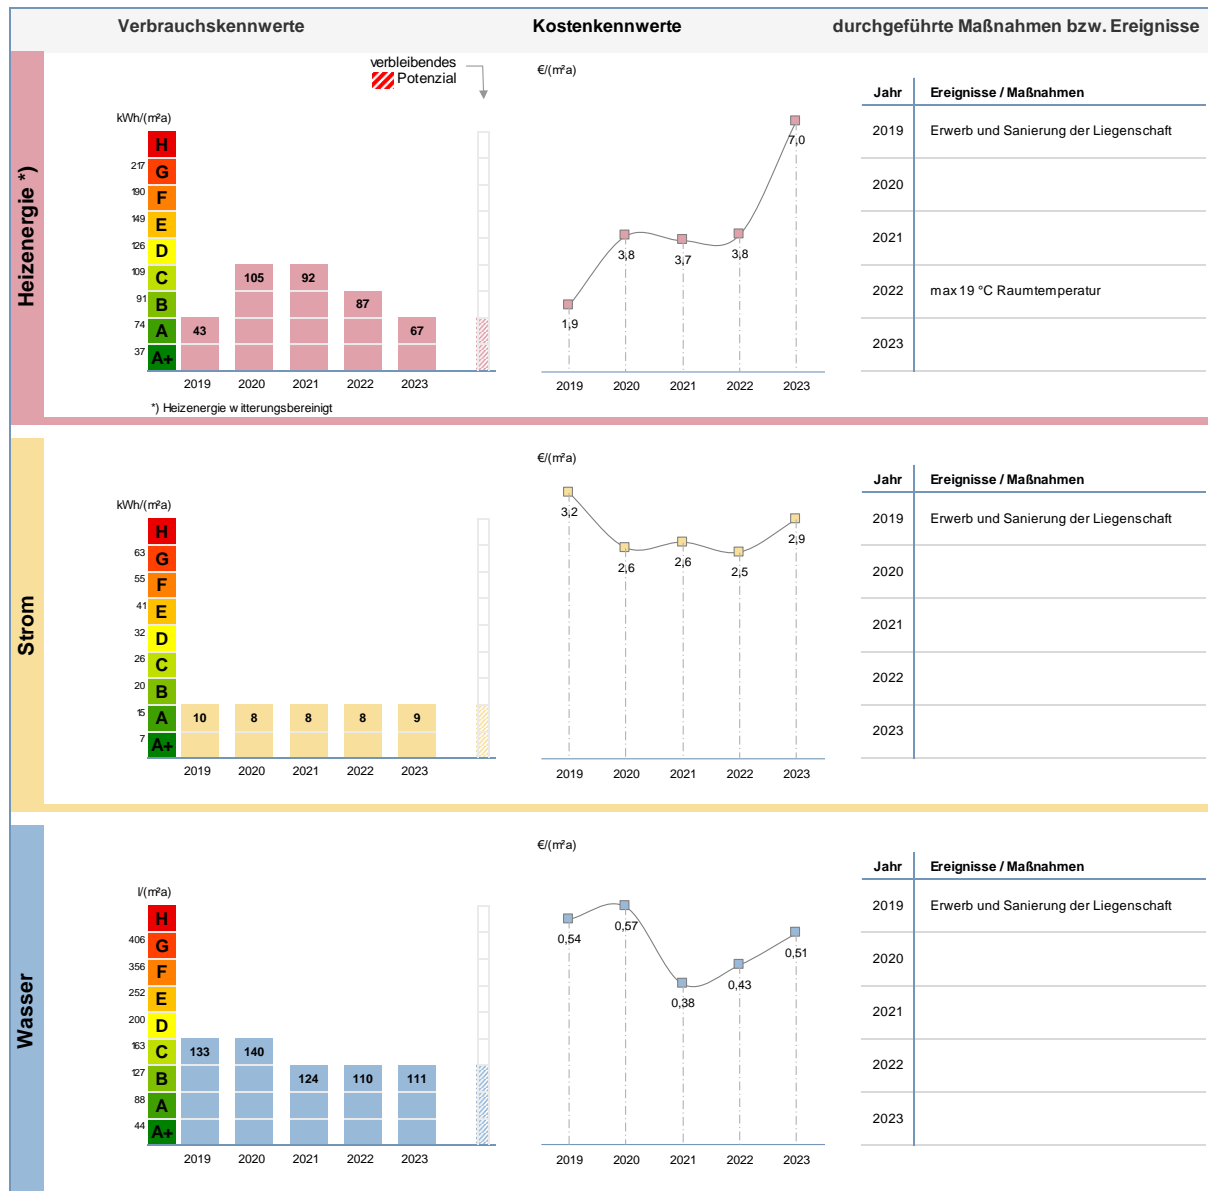 Verbrauchskennwerte Kostenkennwerte durchgeführte Maßnahmen bzw. Ereignisse
Heizenergie *)
verbleibendes
Potenzial
kWh/(m²a)
H
217
G
190
F
149
E
126
D
109
C
91
B
74
A
37
A+
105 92
87
43 67
2019 2020 2021 2022 2023
*) Heizenergie w itterungsbereinigt
€/(m²a)
7,0
3,8 3,7 3,8
1,9
2019 2020 2021 2022 2023
Jahr Ereignisse / Maßnahmen
2019 Erwerb und Sanierung der Liegenschaft
2020
2021
2022 max 19 °C Raumtemperatur
2023
Strom
kWh/(m²a)
H
63
G
55
F
41
E
32
D
26
C
20
B
15
A
7
A+
10 8 8 8 9
2019 2020 2021 2022 2023
€/(m²a)
3,2
2,6 2,6 2,5 2,9
2019 2020 2021 2022 2023
Jahr Ereignisse / Maßnahmen
2019 Erwerb und Sanierung der Liegenschaft
2020
2021
2022
2023
Wasser
l/(m²a)
H
406
G
356
F
252
E
200
D
163
C
127
B
88
A
44
A+
133 140
124 110 111
2019 2020 2021 2022 2023
€/(m²a)
0,54 0,57 0,38 0,43 0,51
2019 2020 2021 2022 2023
Jahr Ereignisse / Maßnahmen
2019 Erwerb und Sanierung der Liegenschaft
2020
2021
2022
2023